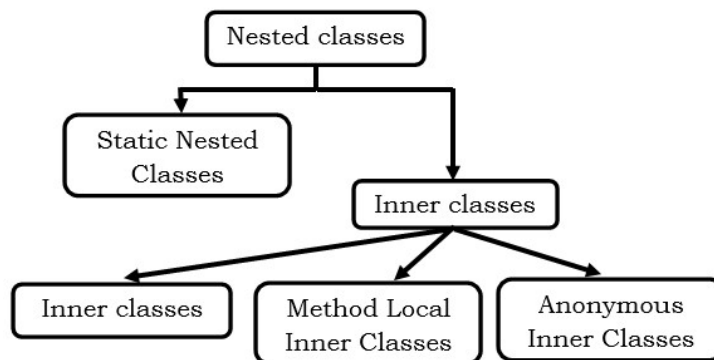 Nested classes
Static Nested
Classes
Inner classes
Inner classes
Method Local
Inner Classes
Anonymous
Inner Classes